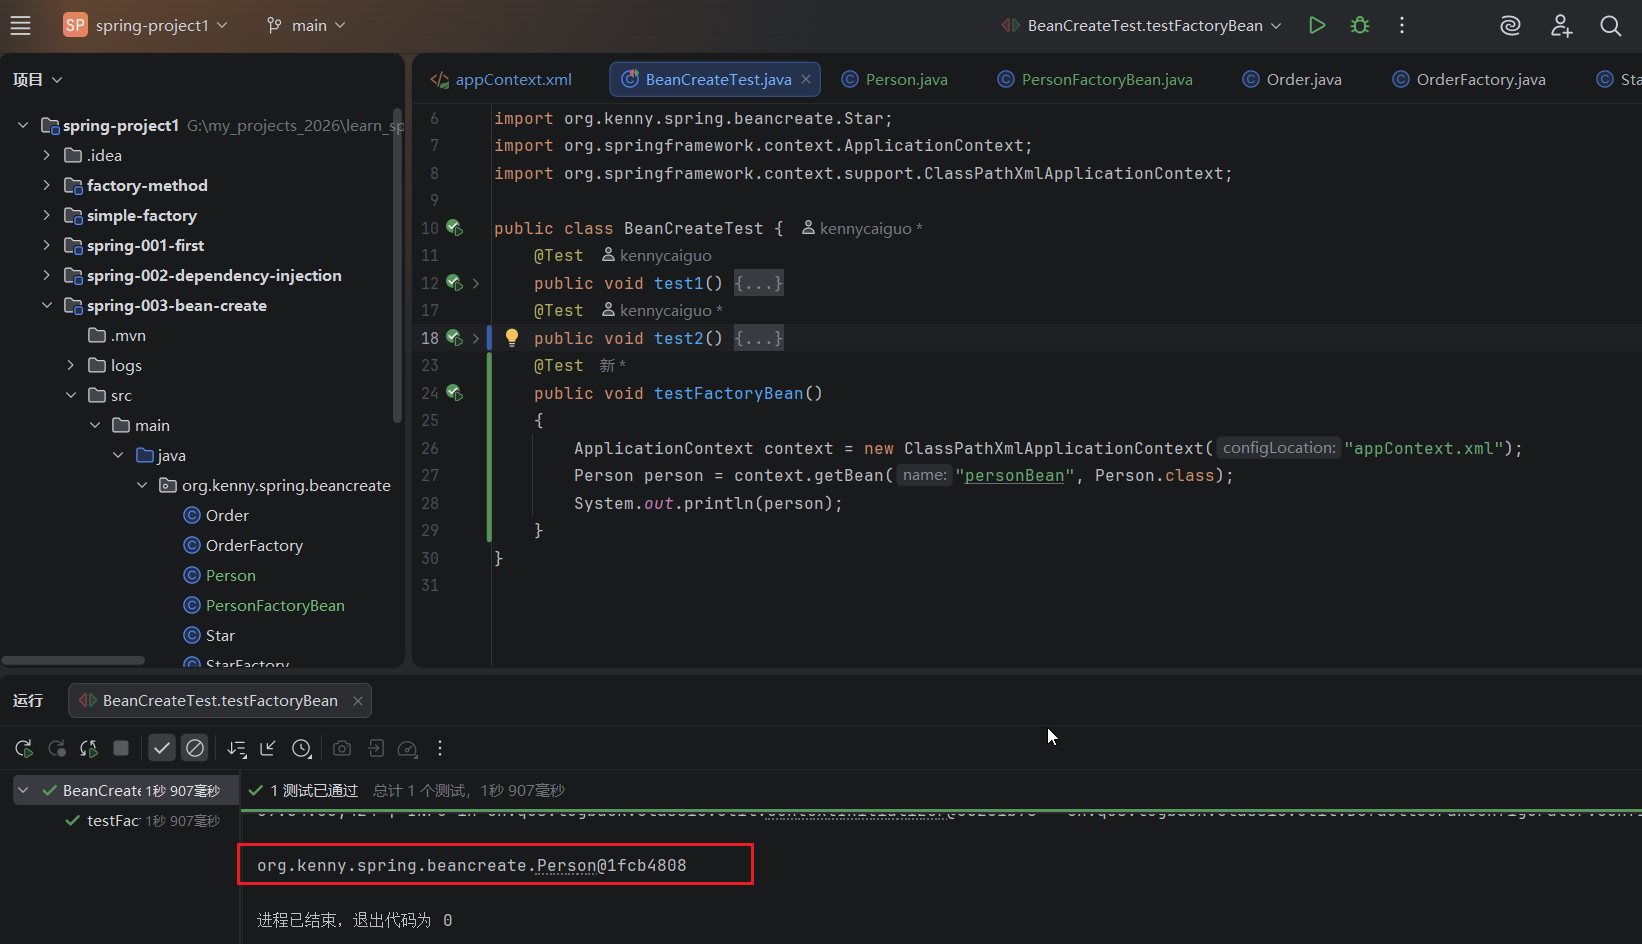 SP spring-project1 main BeanCreateTest.testFactoryBean
项目
appContext.xml BeanCreateTest.java Person.java PersonFactoryBean.java Order.java OrderFactory.java
spring-project1 G:\my_projects_2026\learn_sp
.idea
factory-method
simple-factory
spring-001-first
spring-002-dependency-injection
spring-003-bean-create
.mvn
logs
src
main
java
org.kenny.spring.beancreate
Order
OrderFactory
Person
PersonFactoryBean
Star
StarFactory
6 import org.kenny.spring.beancreate.Star;
7 import org.springframework.context.ApplicationContext;
8 import org.springframework.context.support.ClassPathXmlApplicationContext;
9
10 public class BeanCreateTest { kennycaiguo *
11 @Test kennycaiguo
12 public void test1() {...}
17 @Test kennycaiguo *
18 public void test2() {...}
23 @Test 新 *
24 public void testFactoryBean()
25 {
26 ApplicationContext context = new ClassPathXmlApplicationContext( configLocation: "appContext.xml");
27 Person person = context.getBean( name: "personBean", Person.class);
28 System.out.println(person);
29 }
30 }
31
运行 BeanCreateTest.testFactoryBean
BeanCreate 1秒 907毫秒
testFac 1秒 907毫秒
1 测试已通过 总计 1 个测试, 1秒 907毫秒
org.kenny.spring.beancreate.Person@1fcb4808
进程已结束，退出代码为 0